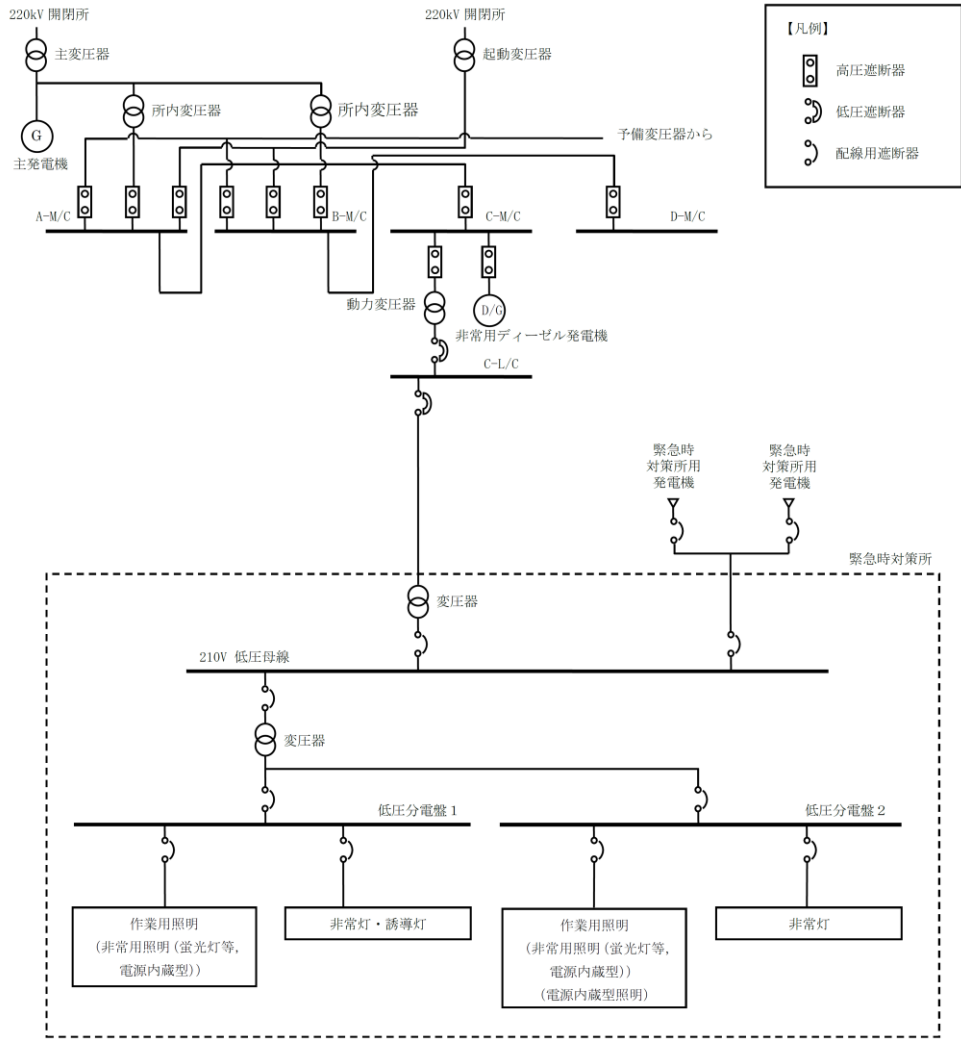 220kV 開閉所
220kV 開閉所
【凡例】
主変圧器
起動変圧器
高圧遮断器
所内変圧器
所内変圧器
低圧遮断器
G
予備変圧器から
主発電機
配線用遮断器
A-M/C
B-M/C
C-M/C
D-M/C
動力変圧器
D/G
非常用ディーゼル発電機
C-L/C
緊急時
対策所用
発電機
緊急時
対策所用
発電機
緊急時対策所
変圧器
210V 低圧母線
変圧器
低圧分電盤1
低圧分電盤2
作業用照明
(非常用照明(蛍光灯等,
電源内蔵型))
非常灯・誘導灯
作業用照明
(非常用照明(蛍光灯等,
電源内蔵型))
(電源内蔵型照明)
非常灯